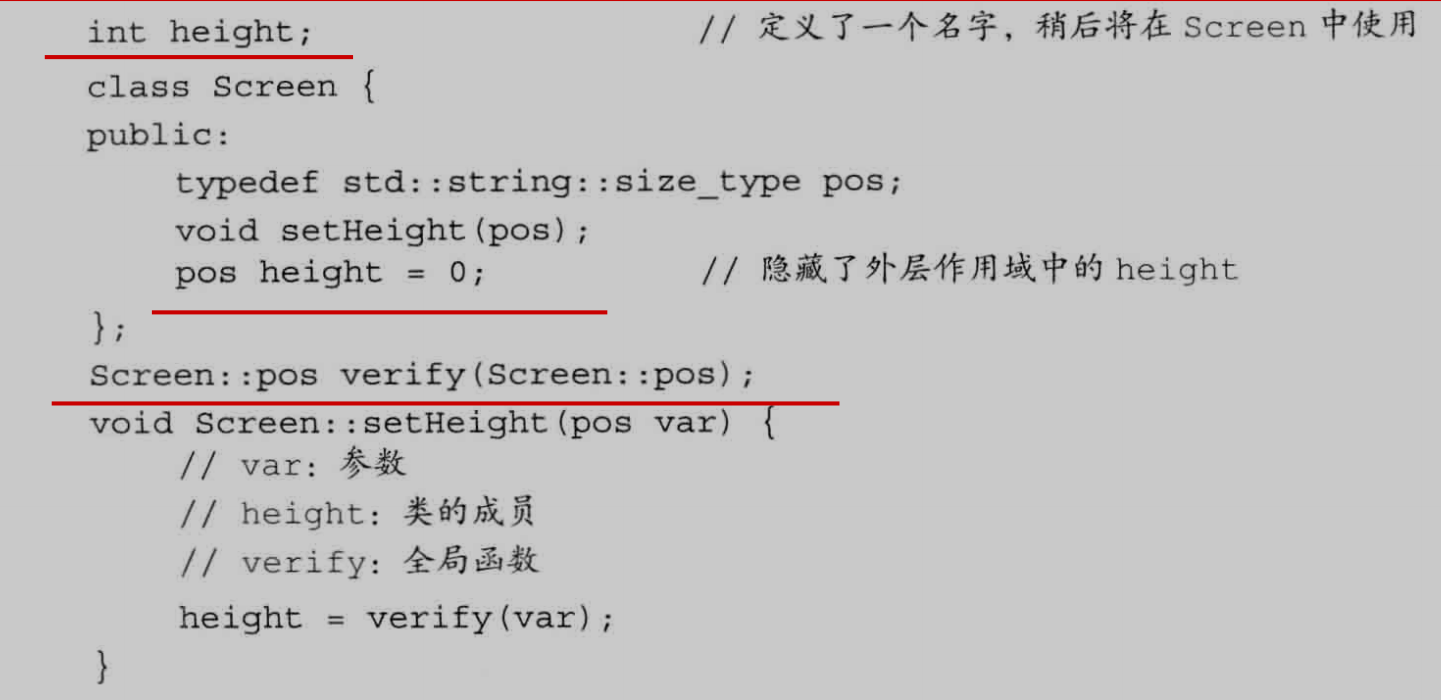 int height; // 定义了一个名字，稍后将在 Screen 中使用
class Screen {
public:
typedef std::string::size_type pos;
void setHeight(pos);
pos height = 0; // 隐藏了外层作用域中的 height
};
Screen::pos verify(Screen::pos);
void Screen::setHeight(pos var) {
// var: 参数
// height: 类的成员
// verify: 全局函数
height = verify(var);
}